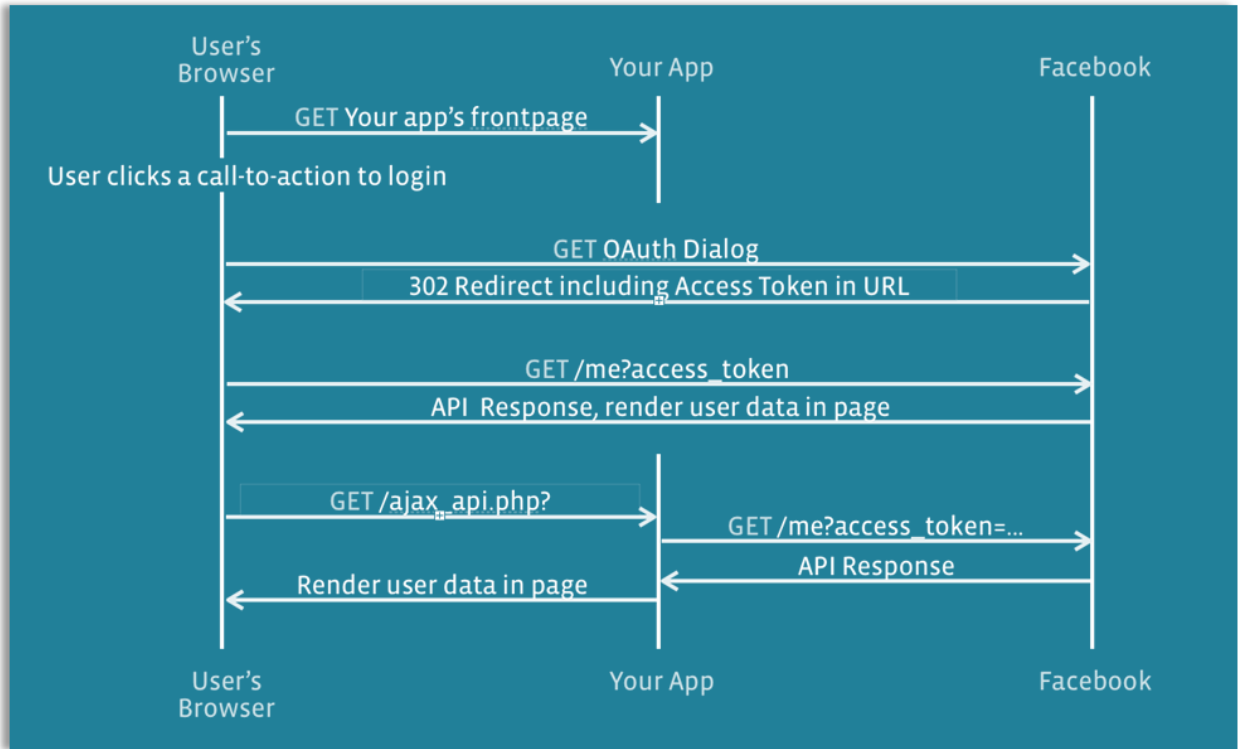 User's
Browser
Your App
Facebook
GET Your app's frontpage
User clicks a call-to-action to login
GET OAuth Dialog
302 Redirect including Access Token in URL
GET /me?access_token
API Response, render user data in page
GET /ajax_api.php?
GET /me?access_token=...
API Response
Render user data in page
User's
Browser
Your App
Facebook